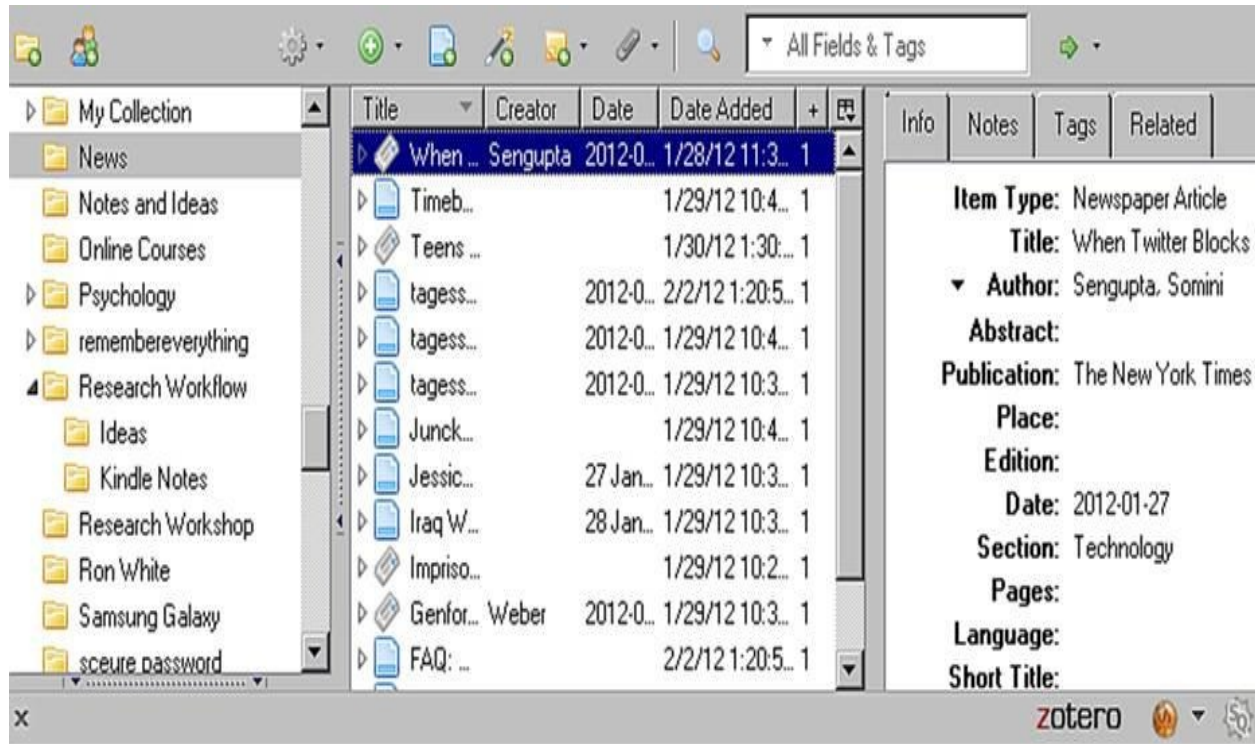 All Fields & Tags
My Collection
News
Notes and Ideas
Online Courses
Psychology
remembereverything
Research Workflow
Ideas
Kindle Notes
Research Workshop
Ron White
Samsung Galaxy
sceure password
Title Creator Date Date Added +
When ... Sengupta 2012-0... 1/28/12 11:3... 1
Timeb... 1/29/12 10:4... 1
Teens ... 1/30/12 1:30:... 1
tagess... 2012-0... 2/2/12 1:20:5... 1
tagess... 2012-0... 1/29/12 10:4... 1
tagess... 2012-0... 1/29/12 10:3... 1
Junck... 1/29/12 10:4... 1
Jessic... 27 Jan... 1/29/12 10:3... 1
Iraq W... 28 Jan... 1/29/12 10:3... 1
Impriso... 1/29/12 10:2... 1
Genfor... Weber 2012-0... 1/29/12 10:3... 1
FAQ: ... 2/2/12 1:20:5... 1
Info Notes Tags Related
Item Type: Newspaper Article
Title: When Twitter Blocks
Author: Sengupta, Somini
Abstract:
Publication: The New York Times
Place:
Edition:
Date: 2012-01-27
Section: Technology
Pages:
Language:
Short Title:
x
zotero